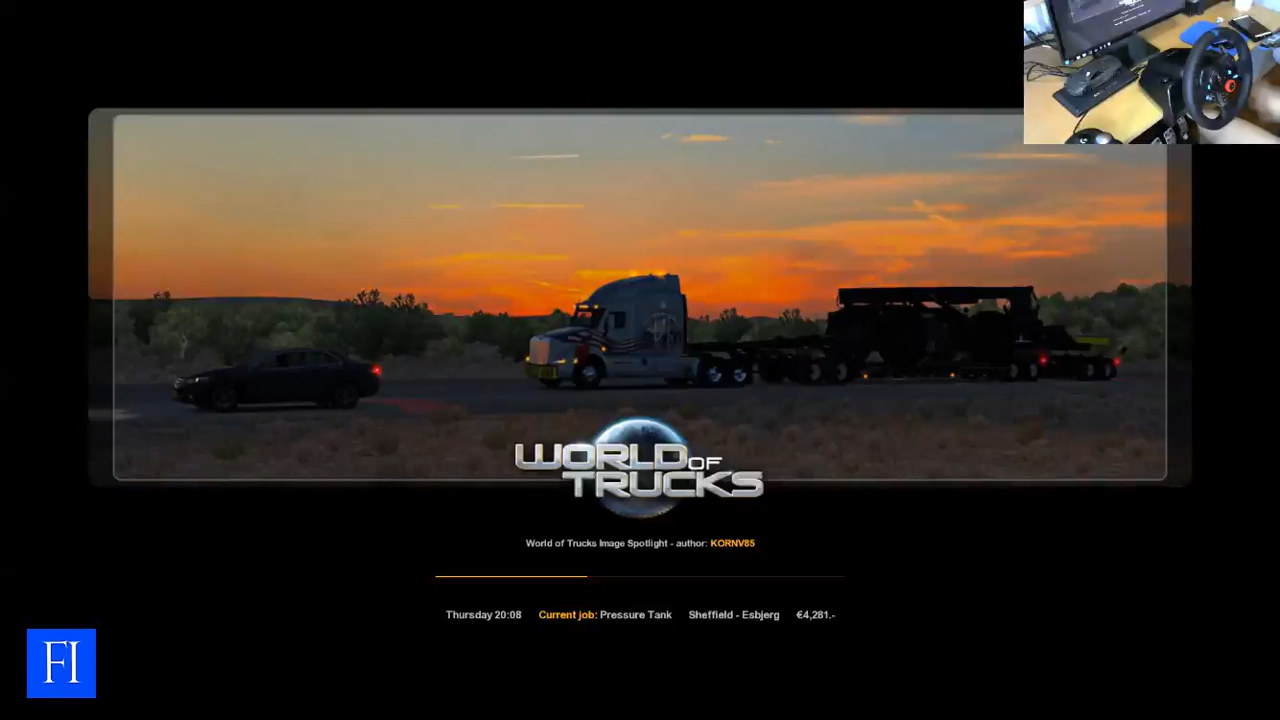 WORLD OF
TRUCKS
World of Trucks Image Spotlight - author: KORNV85
Thursday 20:08 Current job: Pressure Tank Sheffield - Esbjerg €4,281.-
FI